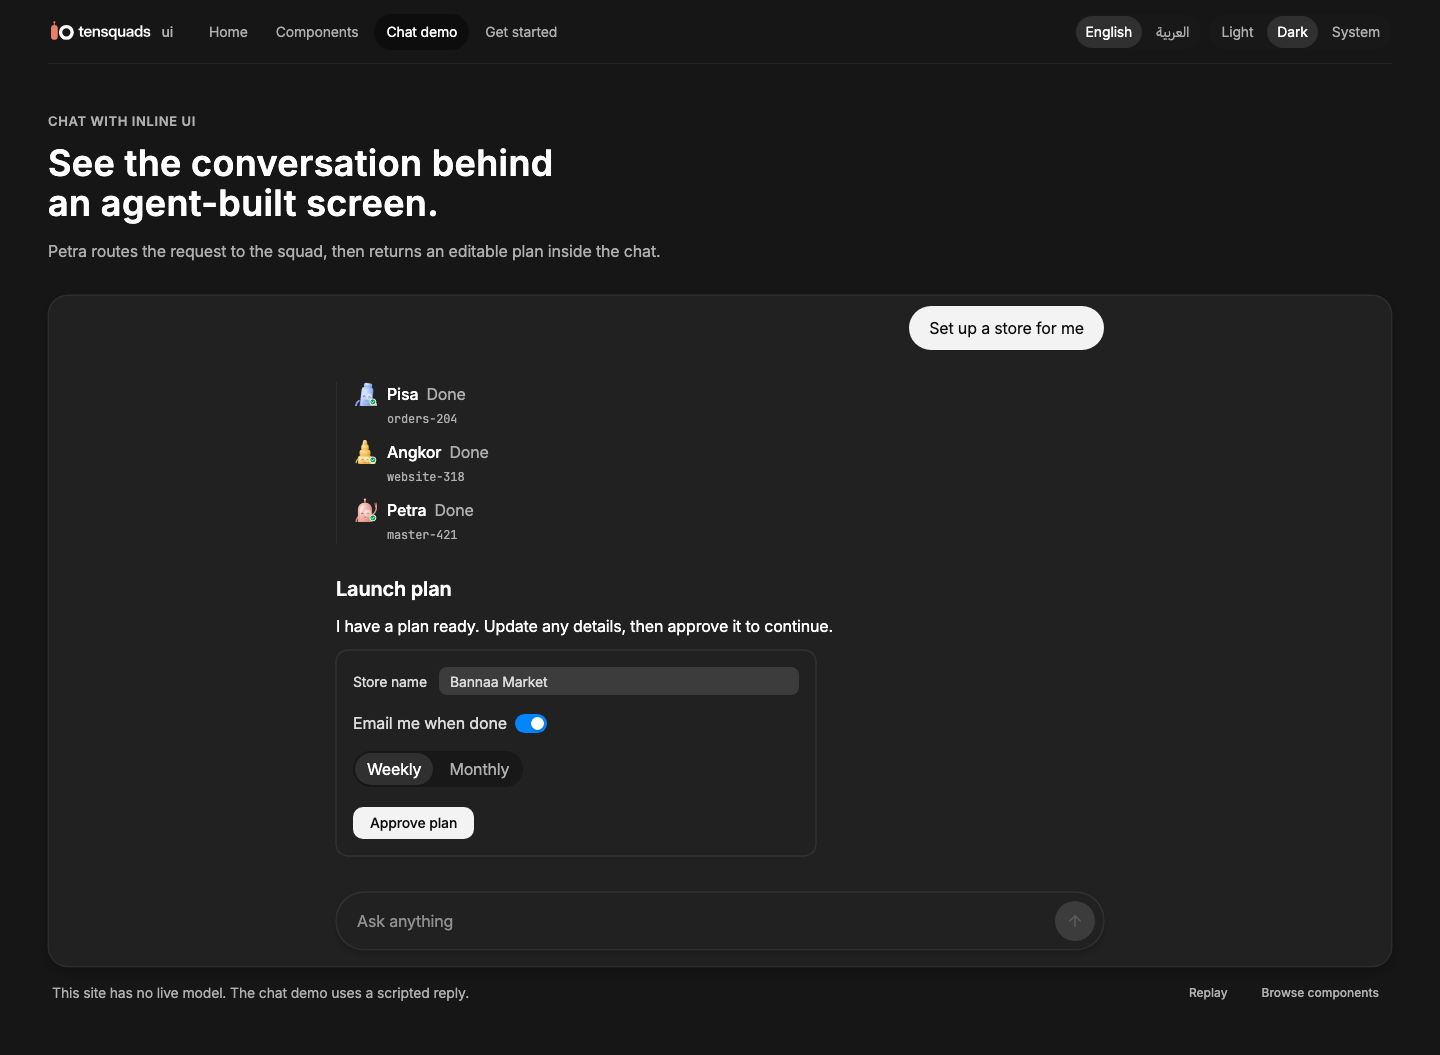 tensquads ui
Home
Components
Chat demo
Get started
English
العربية
Light
Dark
System
CHAT WITH INLINE UI
See the conversation behind
an agent-built screen.
Petra routes the request to the squad, then returns an editable plan inside the chat.
Set up a store for me
Pisa Done
orders-204
Angkor Done
website-318
Petra Done
master-421
Launch plan
I have a plan ready. Update any details, then approve it to continue.
Store name Bannaa Market
Email me when done
Weekly Monthly
Approve plan
Ask anything
This site has no live model. The chat demo uses a scripted reply.
Replay
Browse components